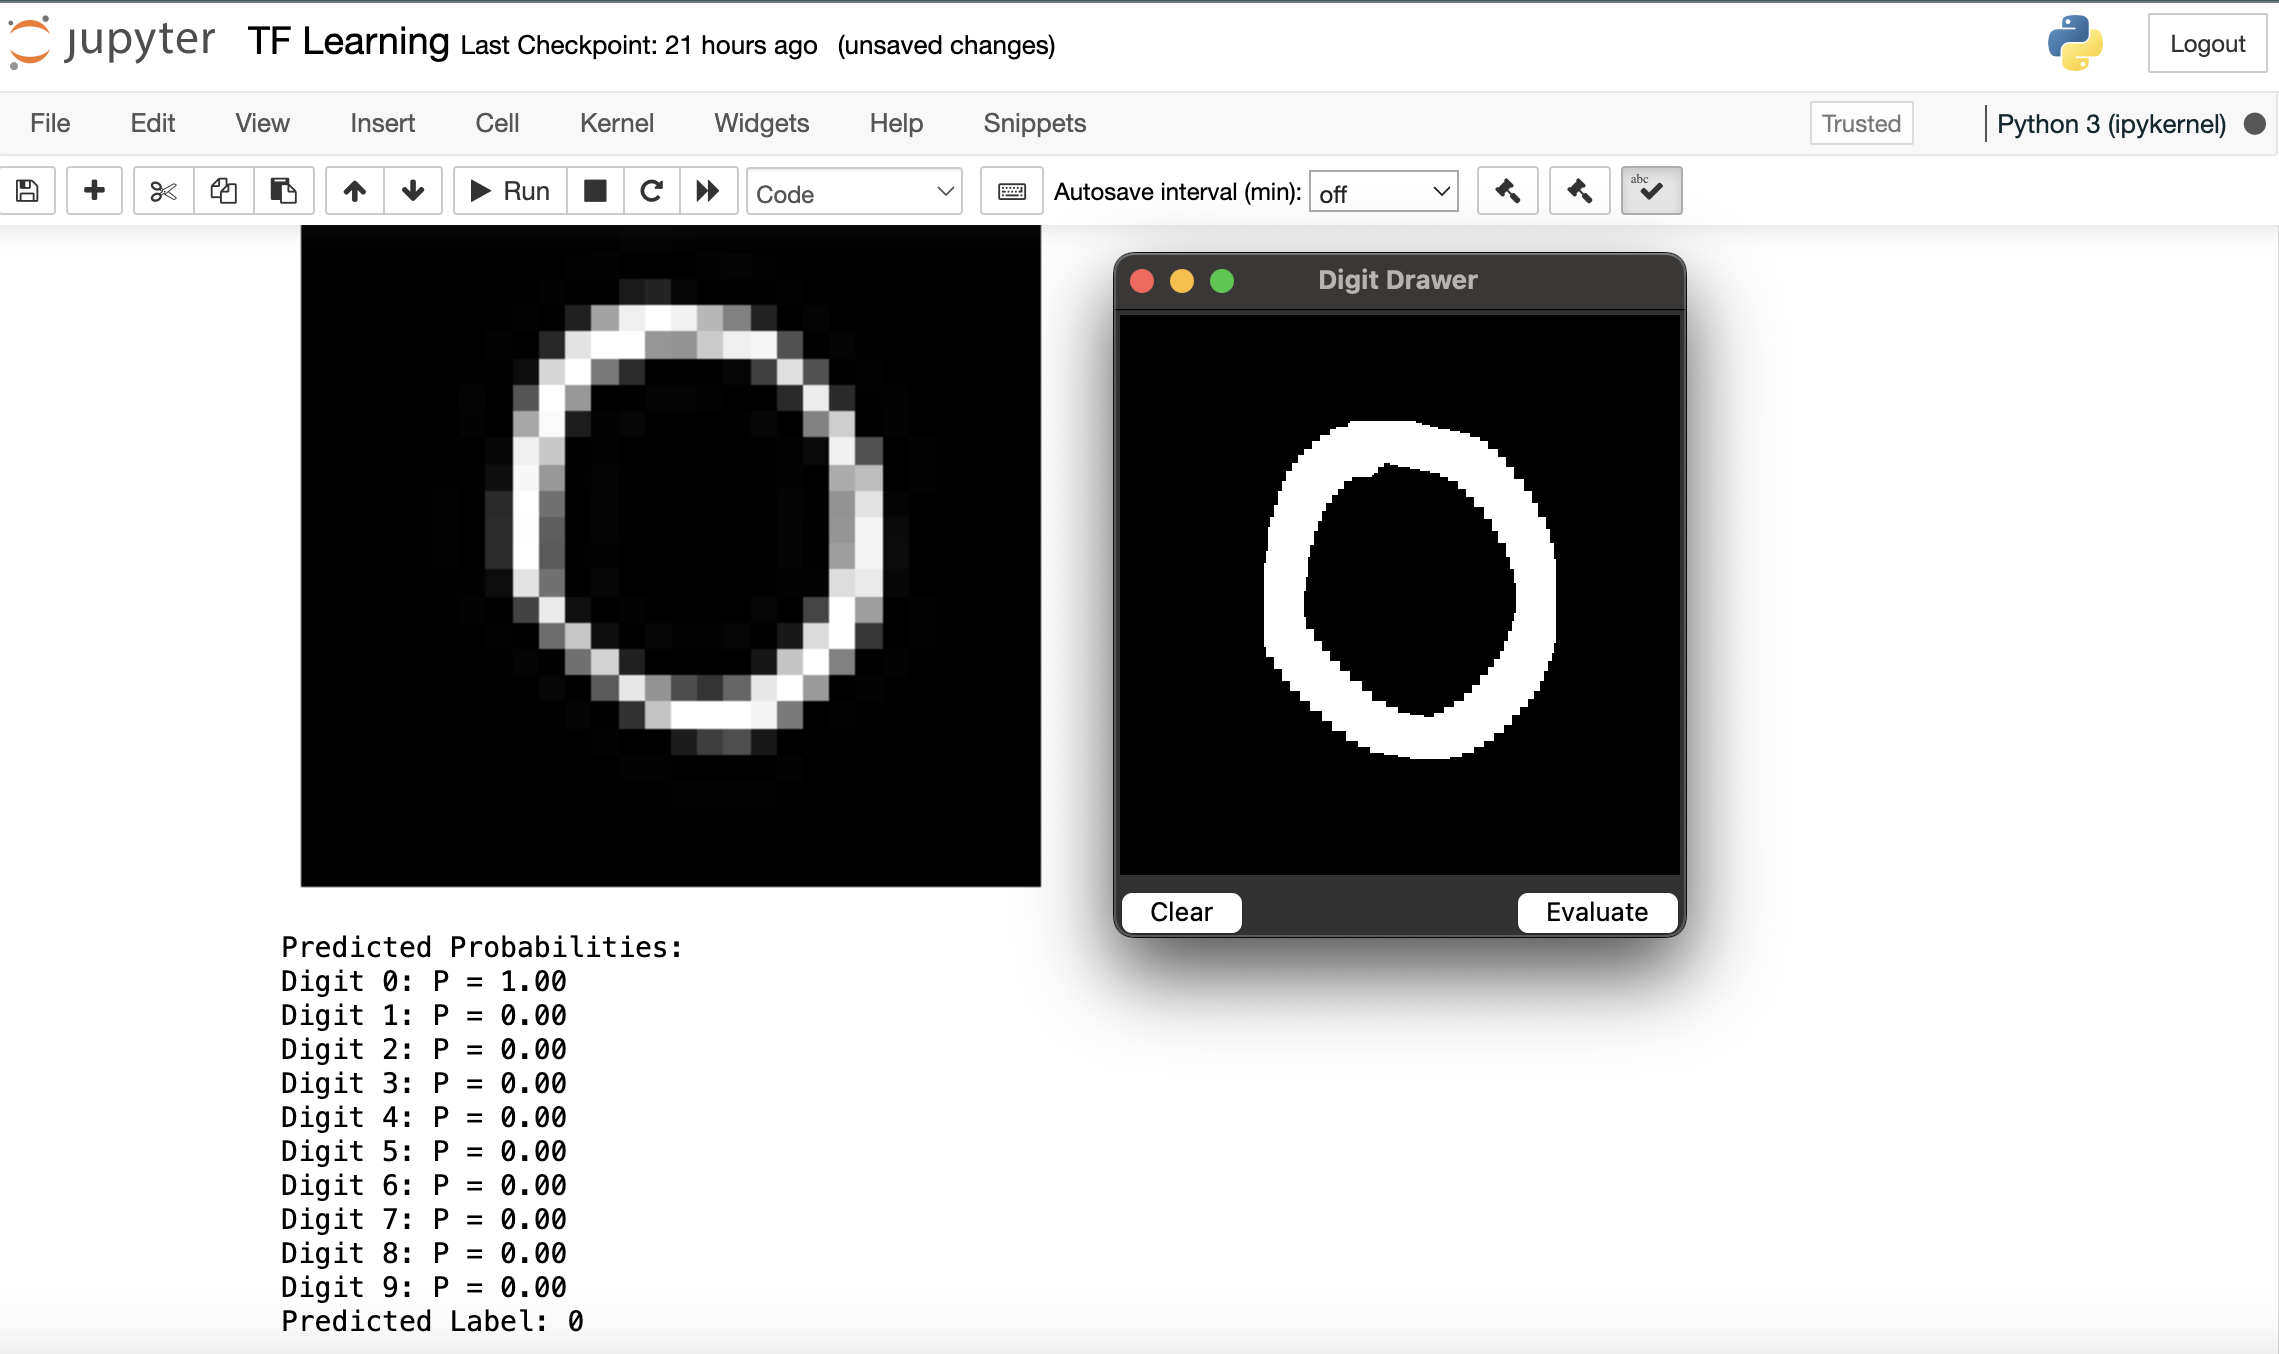 jupyter TF Learning Last Checkpoint: 21 hours ago (unsaved changes)
Logout
File Edit View Insert Cell Kernel Widgets Help Snippets
Trusted
Python 3 (ipykernel)
Run
Code
Autosave interval (min): off
abc
Digit Drawer
Clear
Evaluate
Predicted Probabilities:
Digit 0: P = 1.00
Digit 1: P = 0.00
Digit 2: P = 0.00
Digit 3: P = 0.00
Digit 4: P = 0.00
Digit 5: P = 0.00
Digit 6: P = 0.00
Digit 7: P = 0.00
Digit 8: P = 0.00
Digit 9: P = 0.00
Predicted Label: 0